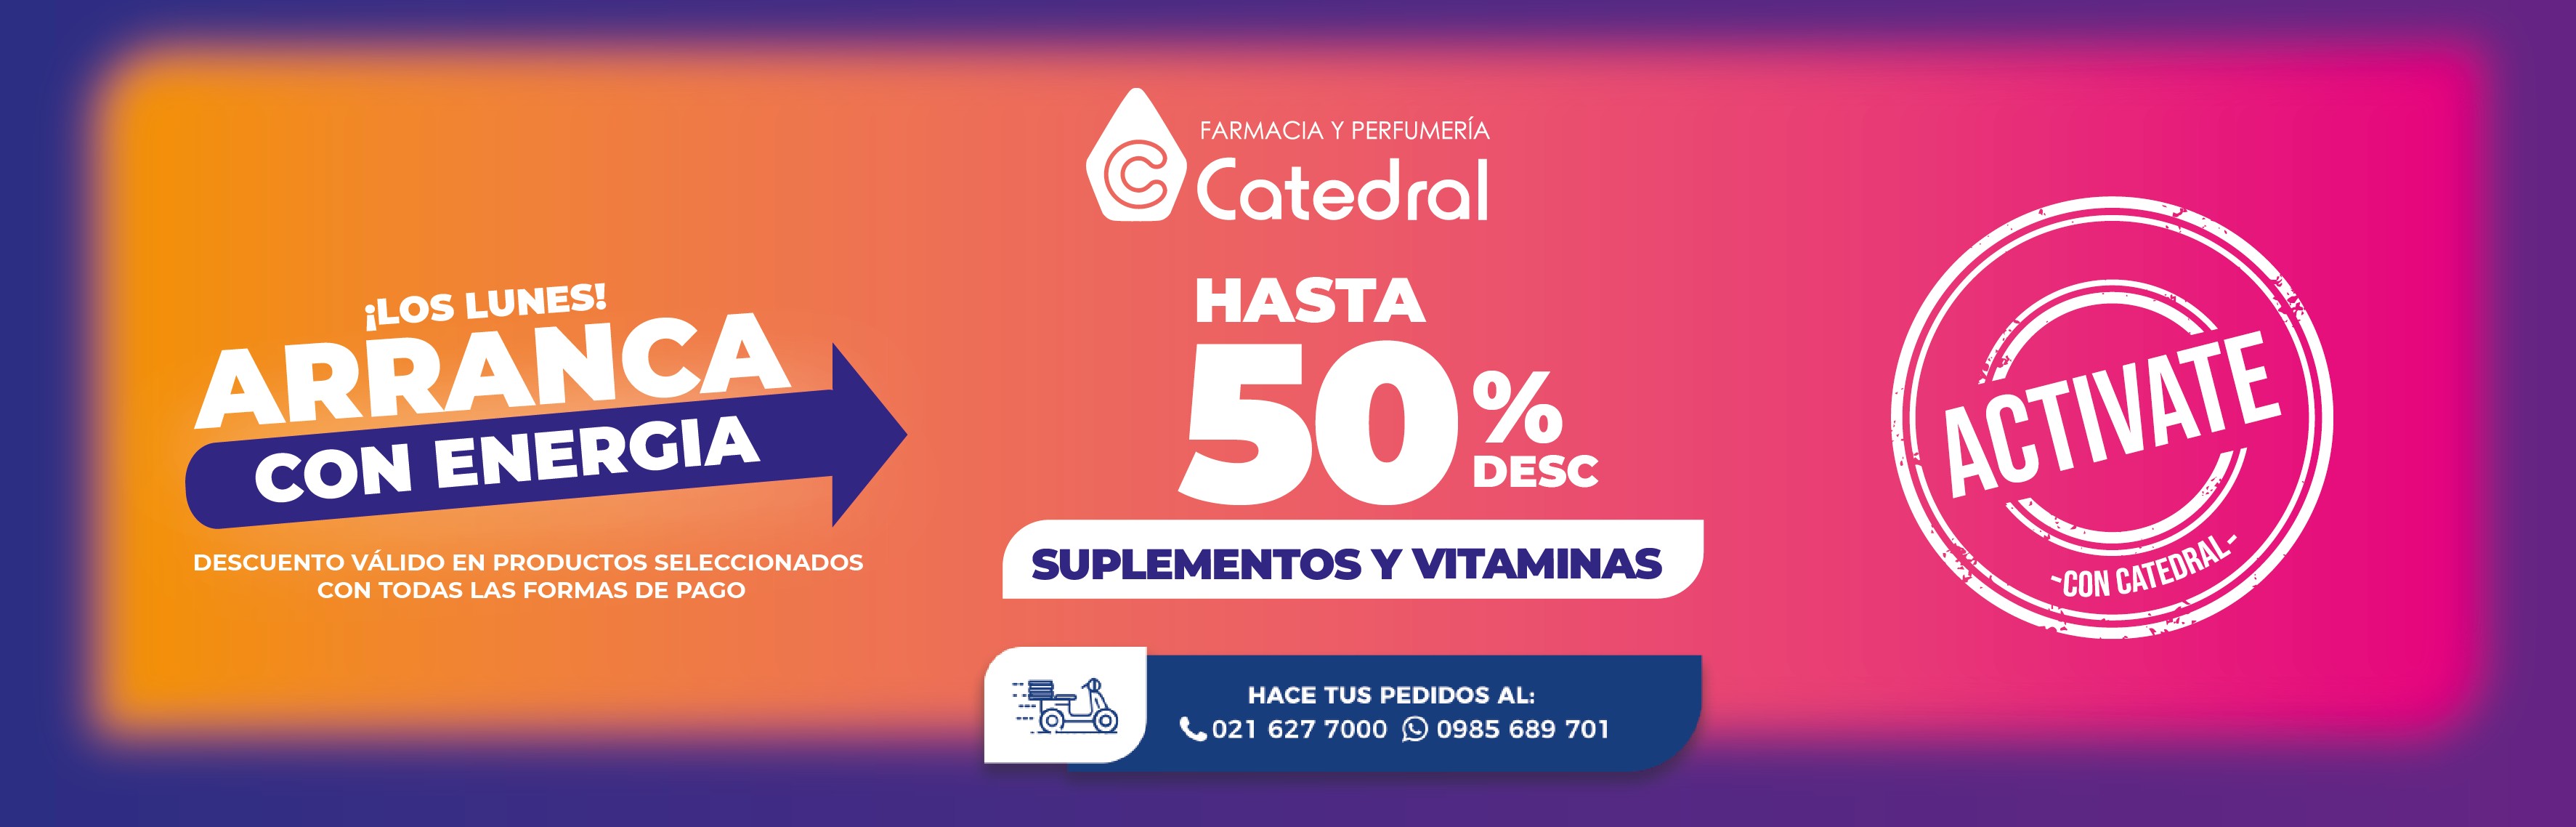 ¡LOS LUNES!
ARRANCA
CON ENERGIA
DESCUENTO VÁLIDO EN PRODUCTOS SELECCIONADOS
CON TODAS LAS FORMAS DE PAGO
FARMACIA Y PERFUMERÍA
Catedral
HASTA
50%
DESC
SUPLEMENTOS Y VITAMINAS
HACE TUS PEDIDOS AL:
021 627 7000 0985 689 701
ACTIVATE
-CON CATEDRAL-